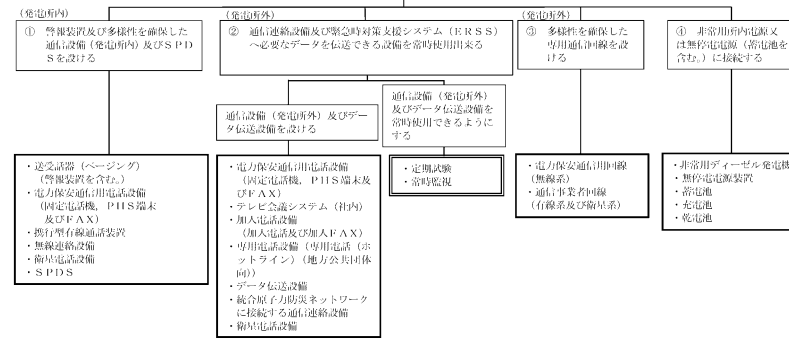 (発電所内)
① 警報装置及び多様性を確保した
通信設備(発電所内)及びSPD
Sを設ける
(発電所外)
② 通信連絡設備及び緊急時対策支援システム(ERSS)
へ必要なデータを伝送できる設備を常時使用出来る
(発電所外)
③ 多様性を確保した
専用通信回線を設
ける
④ 非常用所内電源又
は無停電電源(蓄電池を
含む。)に接続する
通信設備(発電所外)及びデー
タ伝送設備を設ける
通信設備(発電所外)
及びデータ伝送設備を
常時使用できるように
する
・送受話器(ページング)
(警報装置を含む。)
・電力保安通信用電話設備
(固定電話機,PHS端末
及びFAX)
・携行型有線通話装置
・無線連絡設備
・衛星電話設備
・SPDS
・電力保安通信用電話設備
(固定電話機,PHS端末及
びFAX)
・テレビ会議システム(社内)
・加入電話設備
(加入電話及び加入FAX)
・専用電話設備(専用電話(ホ
ットライン)(地方公共団体
向))
・データ伝送設備
・統合原子力防災ネットワーク
に接続する通信連絡設備
・衛星電話設備
・定期試験
・常時監視
・電力保安通信用回線
(無線系)
・通信事業者回線
(有線系及び衛星系)
・非常用ディーゼル発電機
・無停電電源装置
・蓄電池
・充電池
・乾電池